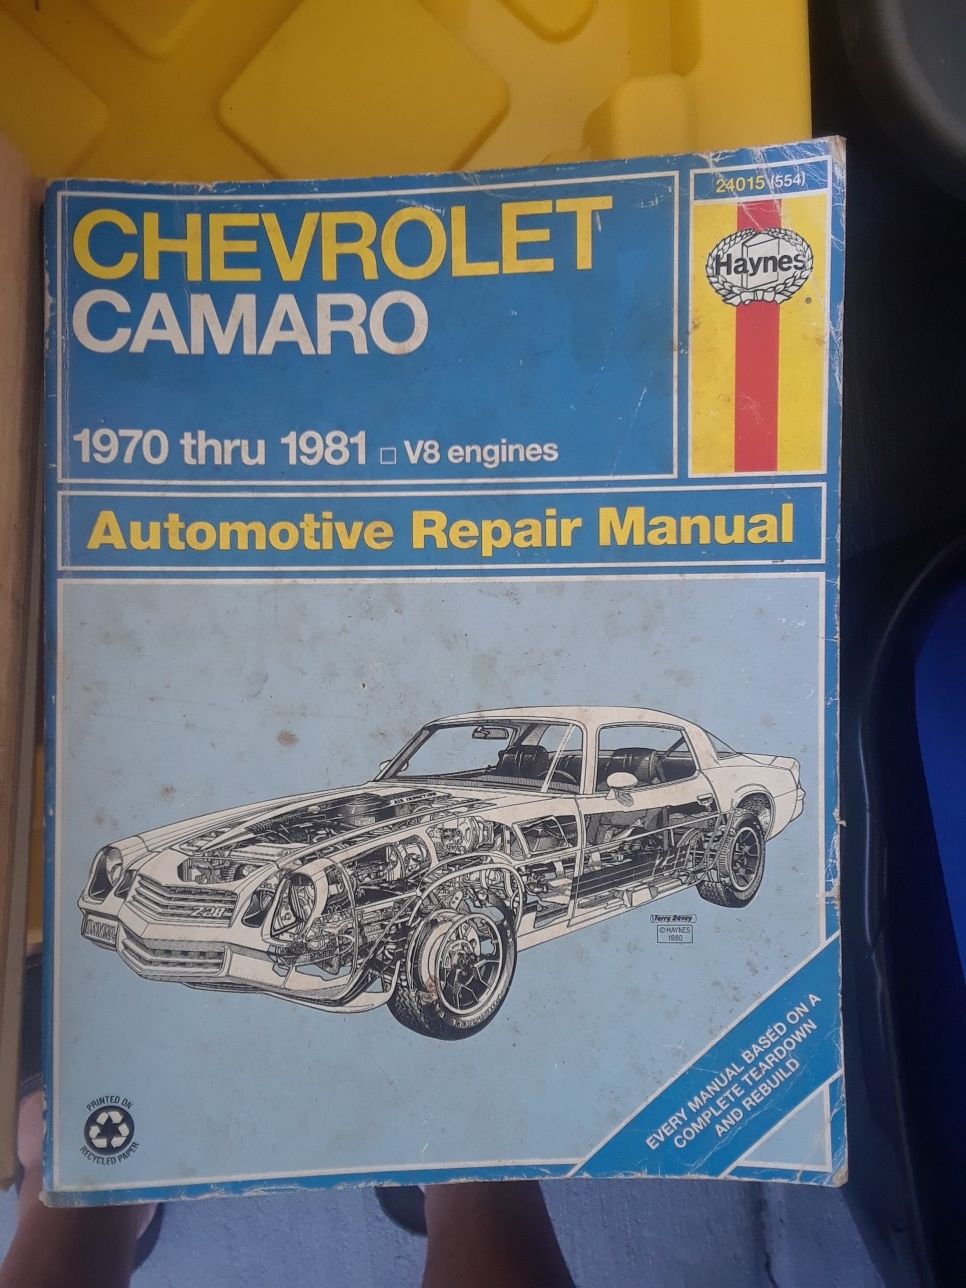 24015 (554)
CHEVROLET
CAMARO
Haynes
®
1970 thru 1981 □ V8 engines
Automotive Repair Manual
Z-28
Terry Davey
© HAYNES
1980
EVERY MANUAL BASED ON A
COMPLETE TEARDOWN
AND REBUILD
PRINTED ON
RECYCLED PAPER